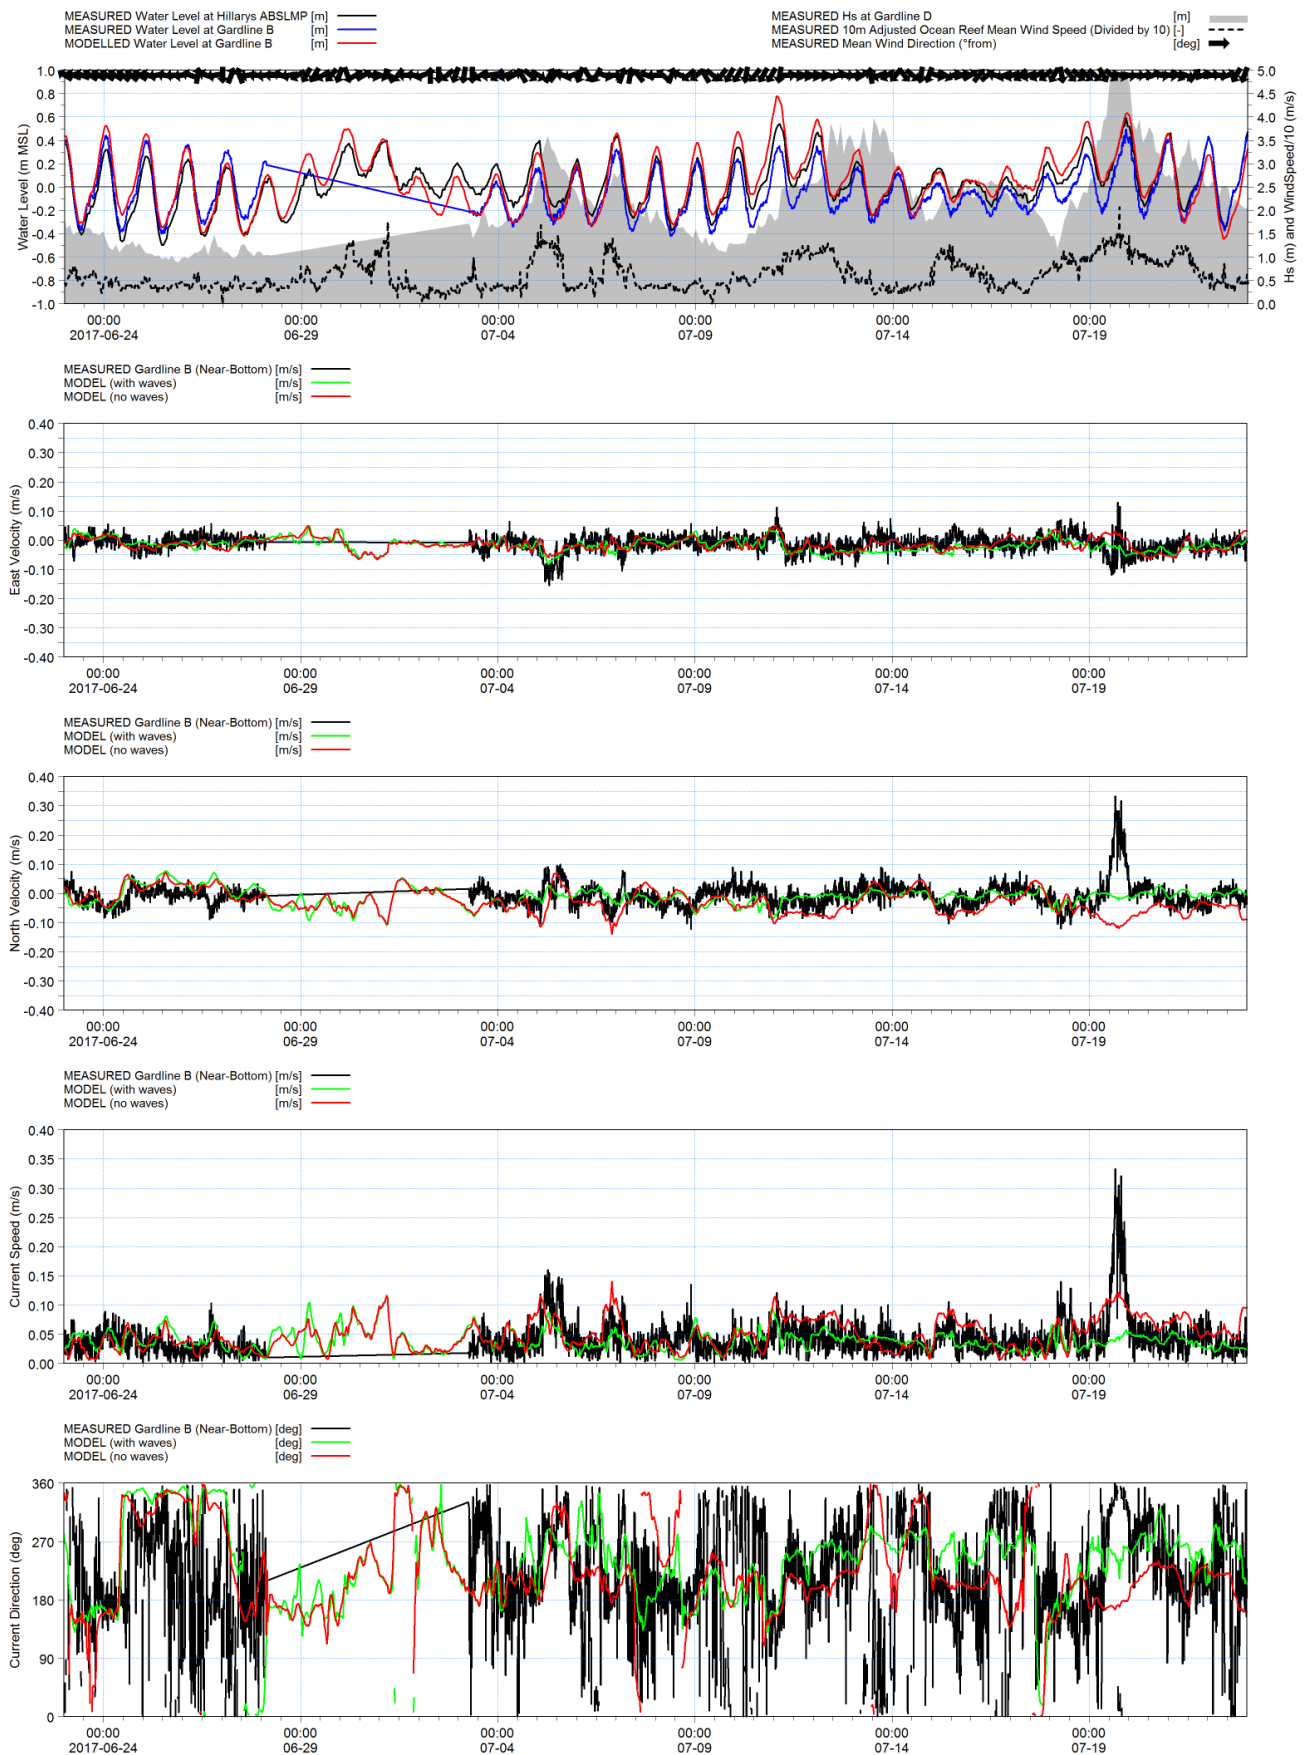 MEASURED Water Level at Hillarys ABSLMP [m]
MEASURED Water Level at Gardline B [m]
MODELLED Water Level at Gardline B [m]
MEASURED Hs at Gardline D [m]
MEASURED 10m Adjusted Ocean Reef Mean Wind Speed (Divided by 10) [-]
MEASURED Mean Wind Direction (°from) [deg]
Water Level (m MSL)
1.0
0.8
0.6
0.4
0.2
0.0
-0.2
-0.4
-0.6
-0.8
-1.0
5.0
4.5
4.0
3.5
3.0
2.5
2.0
1.5
1.0
0.5
0.0
Hs (m) and WindSpeed/10 (m/s)
00:00 00:00 00:00 00:00 00:00 00:00
2017-06-24 06-29 07-04 07-09 07-14 07-19
MEASURED Gardline B (Near-Bottom) [m/s]
MODEL (with waves) [m/s]
MODEL (no waves) [m/s]
East Velocity (m/s)
0.40
0.30
0.20
0.10
0.00
-0.10
-0.20
-0.30
-0.40
00:00 00:00 00:00 00:00 00:00 00:00
2017-06-24 06-29 07-04 07-09 07-14 07-19
MEASURED Gardline B (Near-Bottom) [m/s]
MODEL (with waves) [m/s]
MODEL (no waves) [m/s]
North Velocity (m/s)
0.40
0.30
0.20
0.10
0.00
-0.10
-0.20
-0.30
-0.40
00:00 00:00 00:00 00:00 00:00 00:00
2017-06-24 06-29 07-04 07-09 07-14 07-19
MEASURED Gardline B (Near-Bottom) [m/s]
MODEL (with waves) [m/s]
MODEL (no waves) [m/s]
Current Speed (m/s)
0.40
0.35
0.30
0.25
0.20
0.15
0.10
0.05
0.00
00:00 00:00 00:00 00:00 00:00 00:00
2017-06-24 06-29 07-04 07-09 07-14 07-19
MEASURED Gardline B (Near-Bottom) [deg]
MODEL (with waves) [deg]
MODEL (no waves) [deg]
Current Direction (deg)
360
270
180
90
0
00:00 00:00 00:00 00:00 00:00 00:00
2017-06-24 06-29 07-04 07-09 07-14 07-19